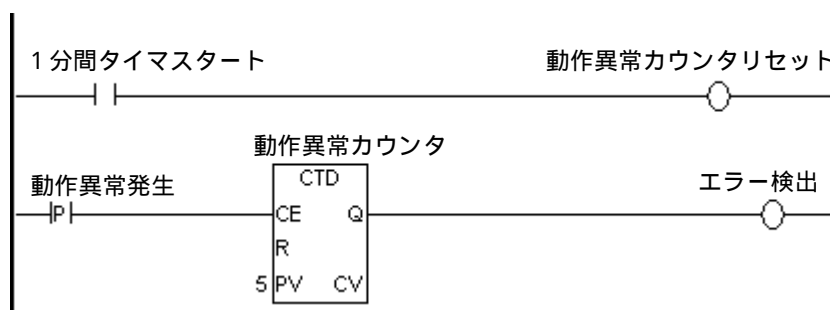 1分間タイマスタート
動作異常カウンタリセット
動作異常カウンタ
動作異常発生
P
CTD
CE Q
R
5 PV CV
エラー検出